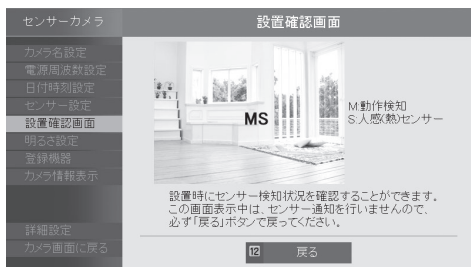 センサーカメラ
設置確認画面
カメラ名設定
電源周波数設定
日付時刻設定
センサー設定
設置確認画面
明るさ設定
登録機器
カメラ情報表示
詳細設定
カメラ画面に戻る
MS
M:動作検知
S:人感(熱)センサー
設置時にセンサー検知状況を確認することができます。
この画面表示中は、センサー通知を行いませんので、
必ず「戻る」ボタンで戻ってください。
12 戻る